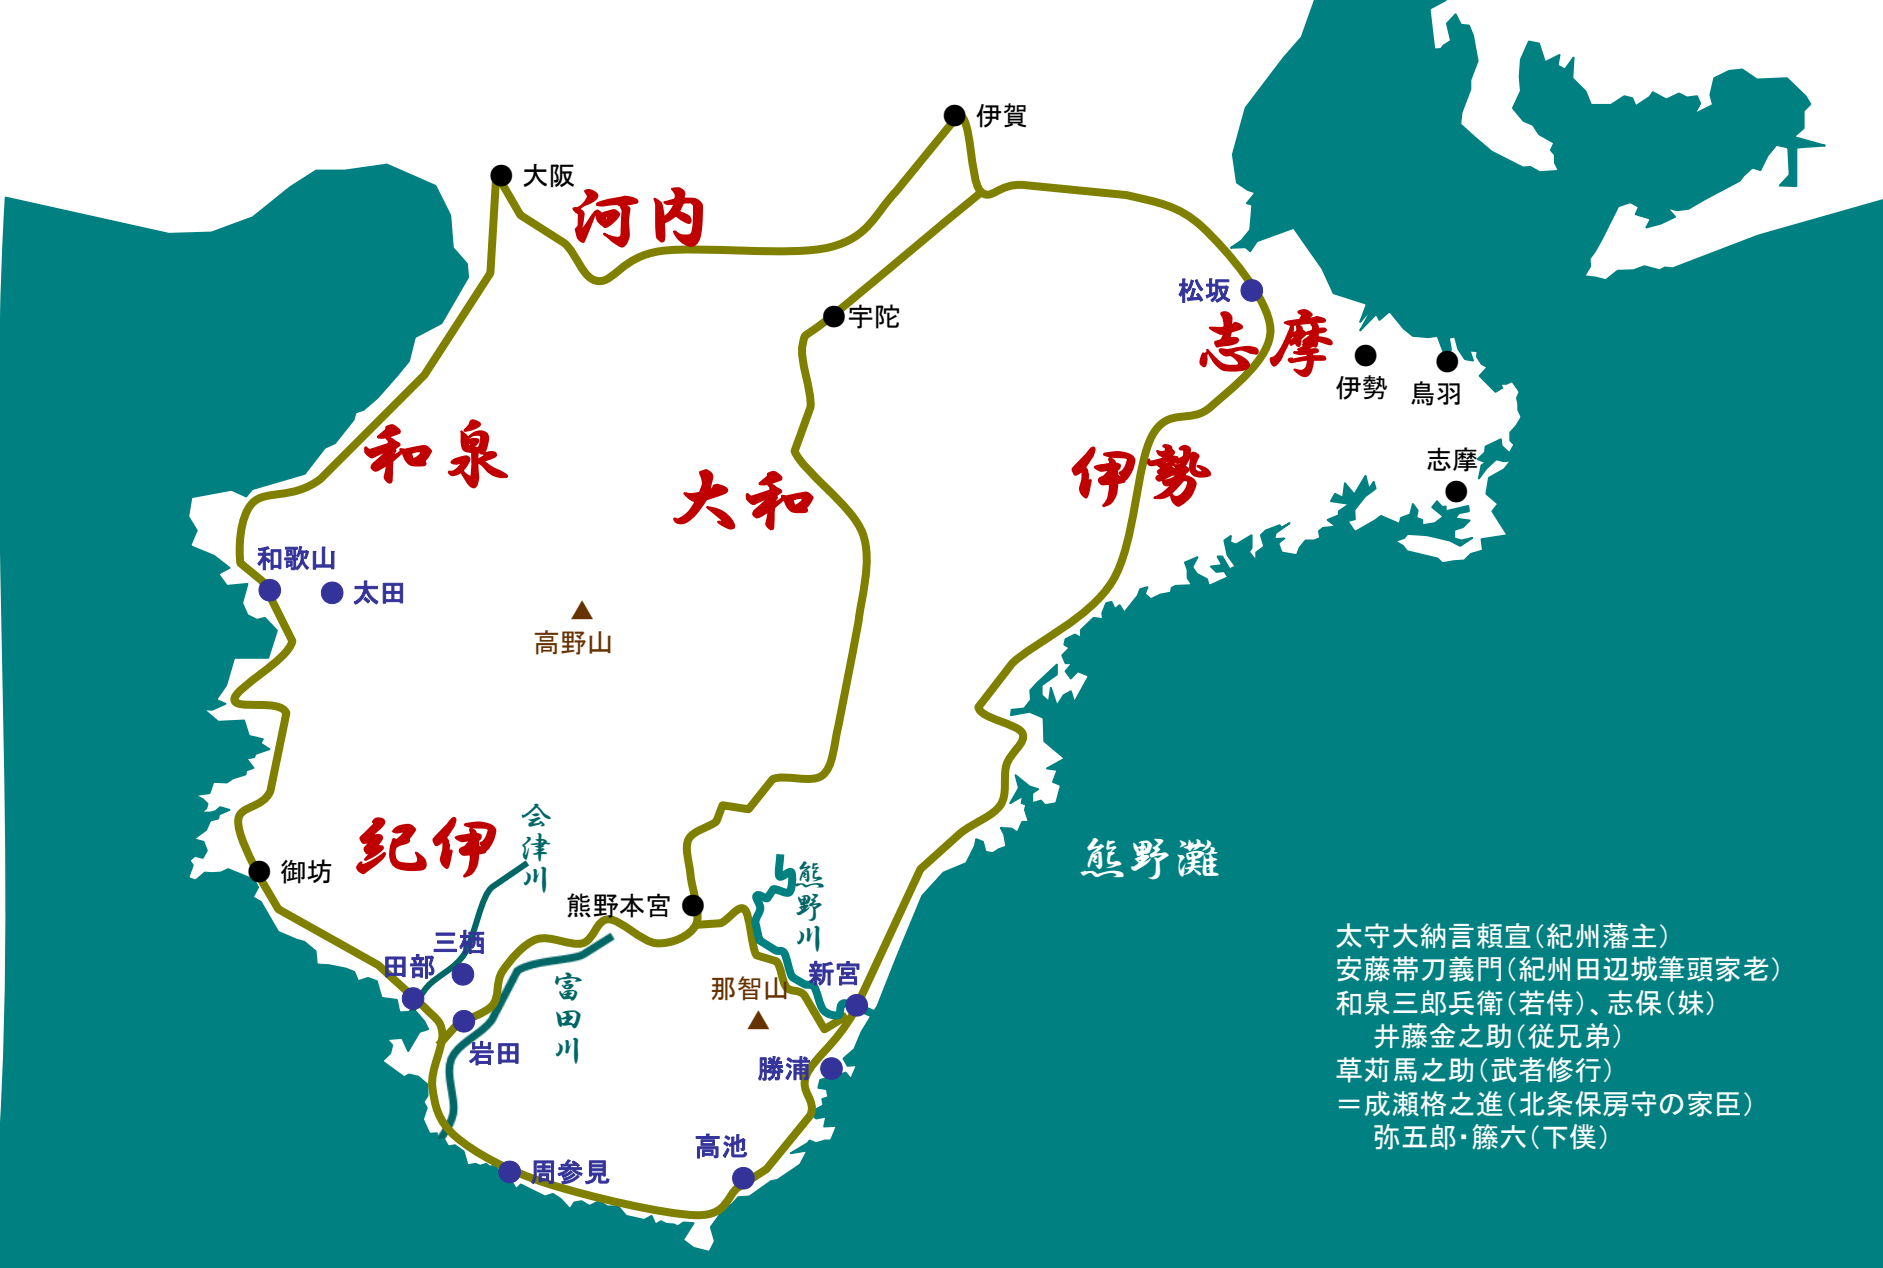 伊賀
大阪
河内
松坂
宇陀
志摩
伊勢
鳥羽
和泉
大和
伊勢
志摩
和歌山
太田
高野山
紀伊
会津川
熊野灘
御坊
熊野本宮
熊野川
三栖
田部
富田川
那智山
新宮
岩田
勝浦
高池
周参見
太守大納言頼宣（紀州藩主）
安藤帯刀義門（紀州田辺城筆頭家老）
和泉三郎兵衛（若侍）、志保（妹）
井藤金之助（従兄弟）
草苅馬之助（武者修行）
＝成瀬格之進（北条保房守の家臣）
弥五郎・籐六（下僕）